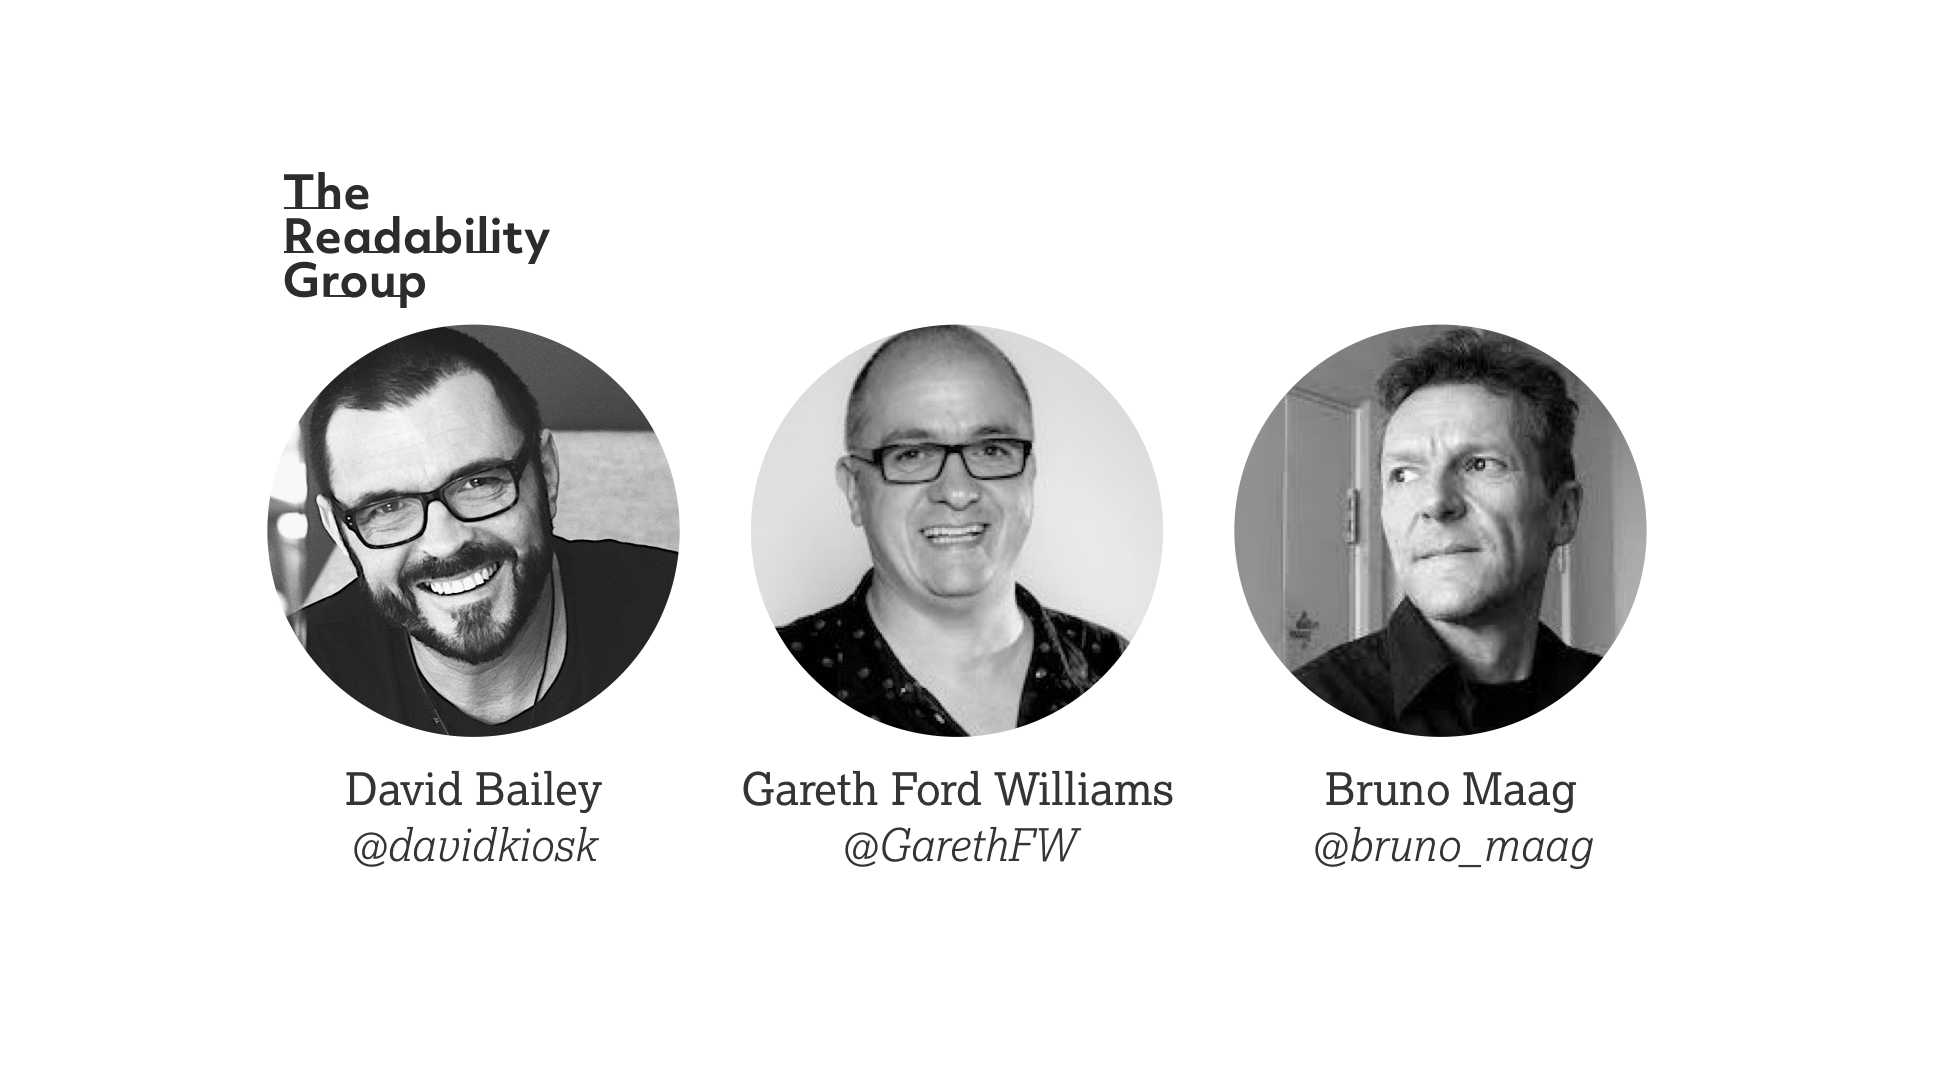 The
Readability
Group
David Bailey
@davidkiosk
Gareth Ford Williams
@GarethFW
Bruno Maag
@bruno_maag